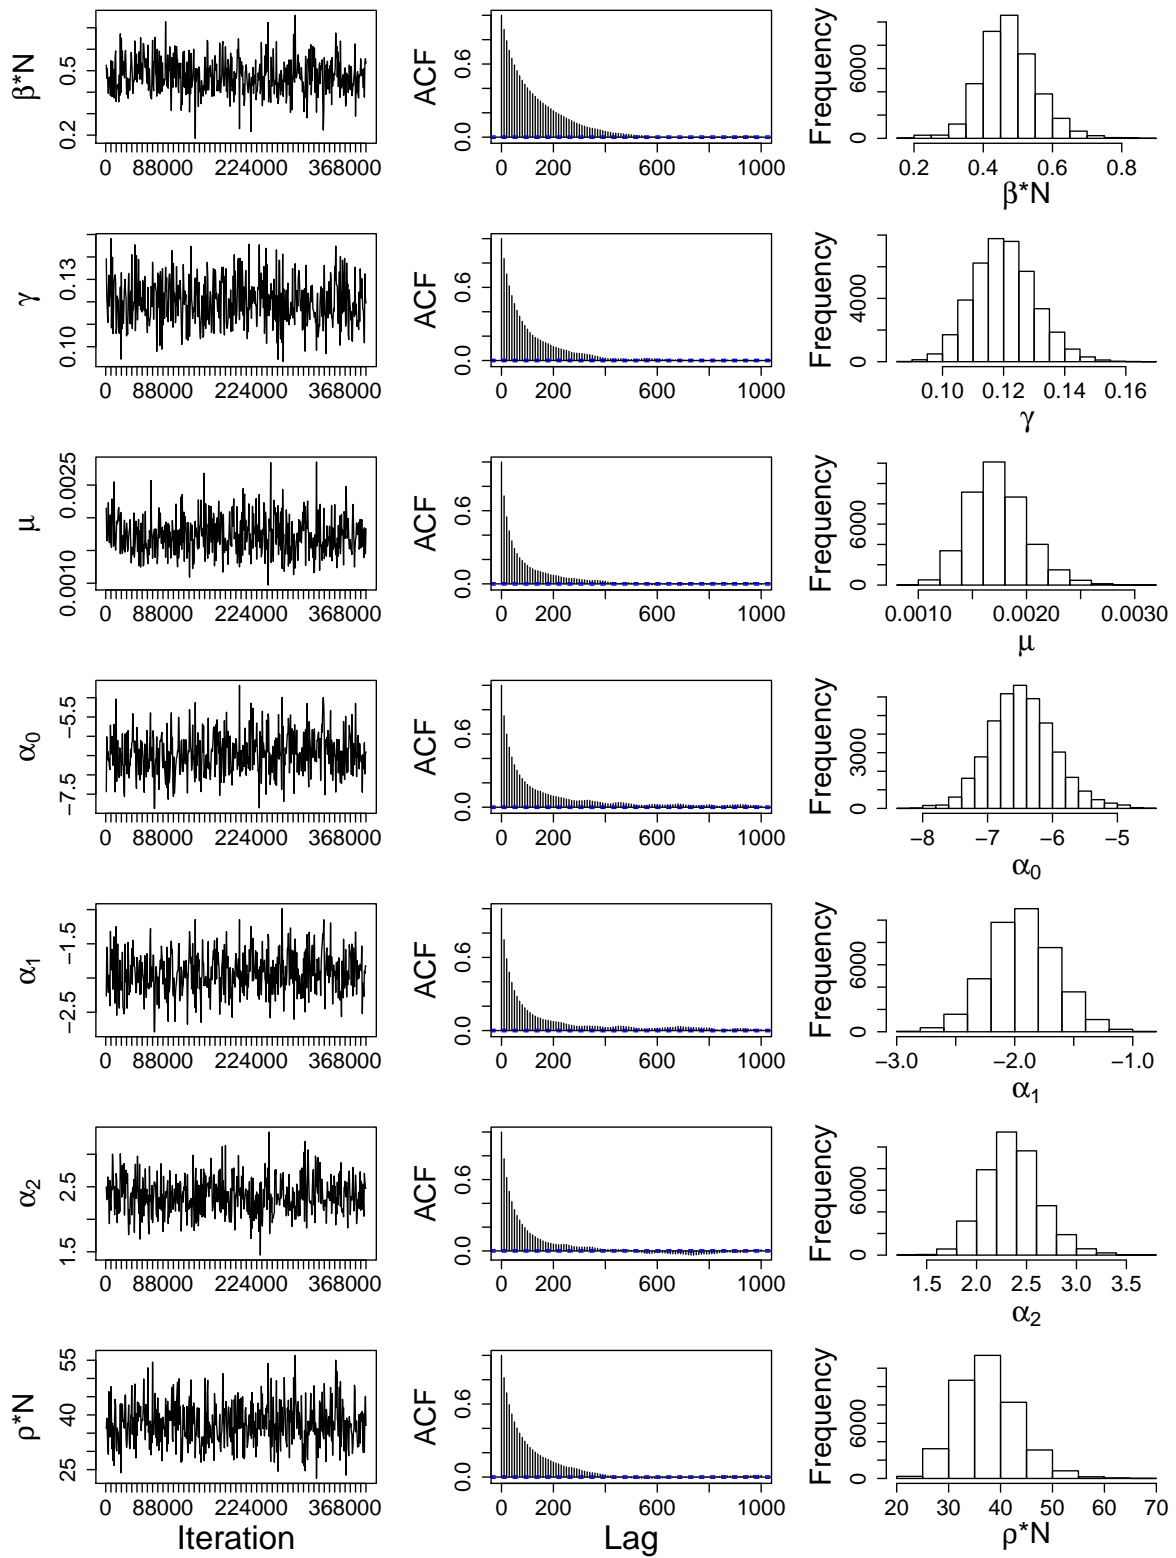 β*N
0.2 0.5
0 88000 224000 368000
ACF
0.0 0.6
0 200 600 1000
Frequency
0 6000
0.2 0.4 0.6 0.8
β*N
γ
0.10 0.13
0 88000 224000 368000
ACF
0.0 0.6
0 200 600 1000
Frequency
0 4000
0.10 0.12 0.14 0.16
γ
μ
0.0010 0.0025
0 88000 224000 368000
ACF
0.0 0.6
0 200 600 1000
Frequency
0 6000
0.0010 0.0020 0.0030
μ
α0
−7.5 −5.5
0 88000 224000 368000
ACF
0.0 0.6
0 200 600 1000
Frequency
0 3000
−8 −7 −6 −5
α0
α1
−2.5 −1.5
0 88000 224000 368000
ACF
0.0 0.6
0 200 600 1000
Frequency
0 6000
−3.0 −2.0 −1.0
α1
α2
1.5 2.5
0 88000 224000 368000
ACF
0.0 0.6
0 200 600 1000
Frequency
0 6000
1.5 2.0 2.5 3.0 3.5
α2
ρ*N
25 40 55
0 88000 224000 368000
Iteration
ACF
0.0 0.6
0 200 600 1000
Lag
Frequency
0 6000
20 30 40 50 60 70
ρ*N